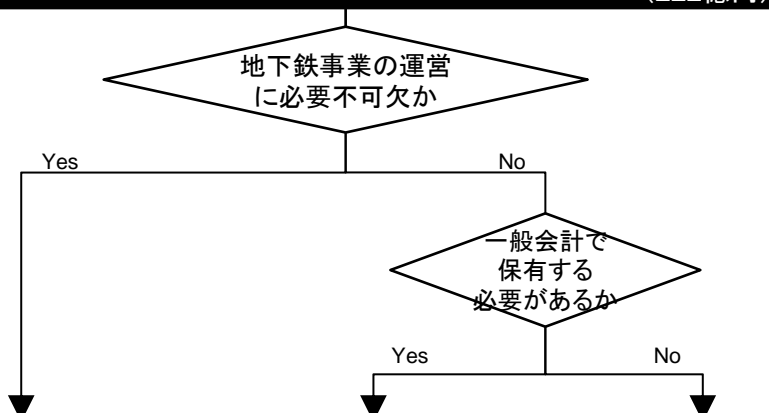 地下鉄事業の運営
に必要不可欠か
Yes
No
一般会計で
保有する
必要があるか
Yes
No